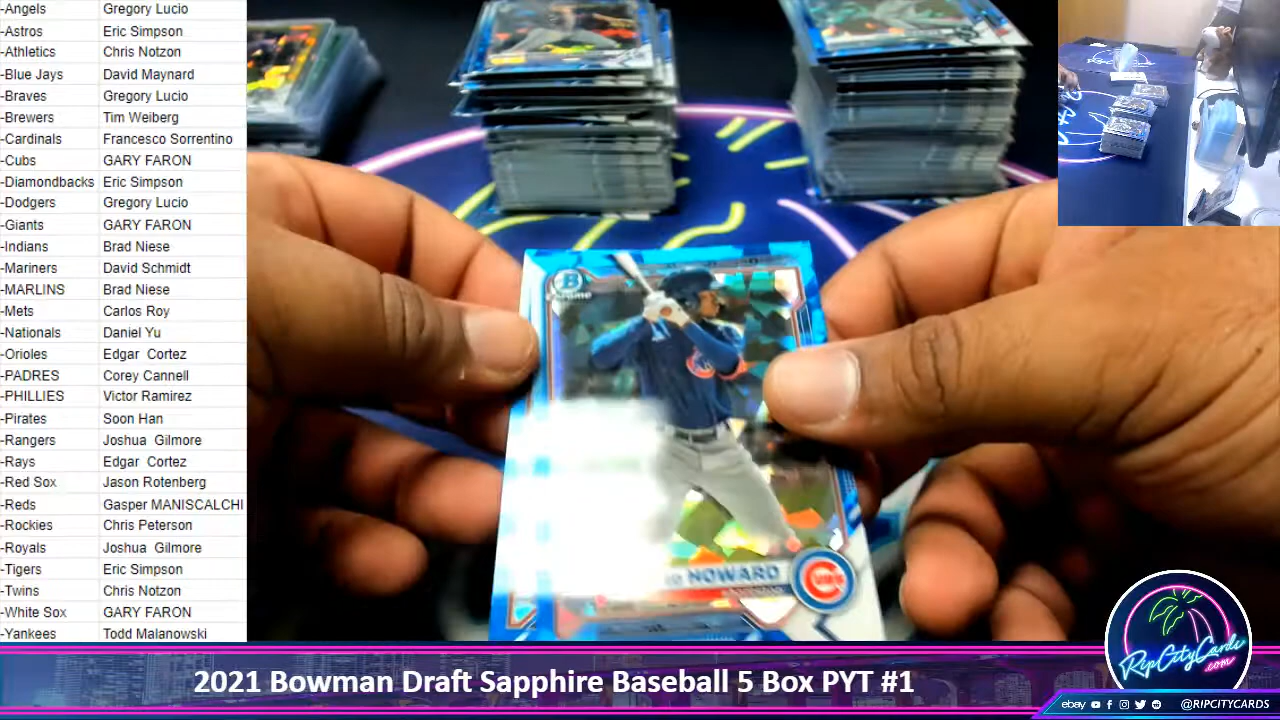 -Angels Gregory Lucio
-Astros Eric Simpson
-Athletics Chris Notzon
-Blue Jays David Maynard
-Braves Gregory Lucio
-Brewers Tim Weiberg
-Cardinals Francesco Sorrentino
-Cubs GARY FARON
-Diamondbacks Eric Simpson
-Dodgers Gregory Lucio
-Giants GARY FARON
-Indians Brad Niese
-Mariners David Schmidt
-MARLINS Brad Niese
-Mets Carlos Roy
-Nationals Daniel Yu
-Orioles Edgar Cortez
-PADRES Corey Cannell
-PHILLIES Victor Ramirez
-Pirates Soon Han
-Rangers Joshua Gilmore
-Rays Edgar Cortez
-Red Sox Jason Rotenberg
-Reds Gasper MANISCALCHI
-Rockies Chris Peterson
-Royals Joshua Gilmore
-Tigers Eric Simpson
-Twins Chris Notzon
-White Sox GARY FARON
-Yankees Todd Malanowski
B
HOWARD
CUBS
2021 Bowman Draft Sapphire Baseball 5 Box PYT #1
RipCityCards
.com
ebay @RIPCITYCARDS